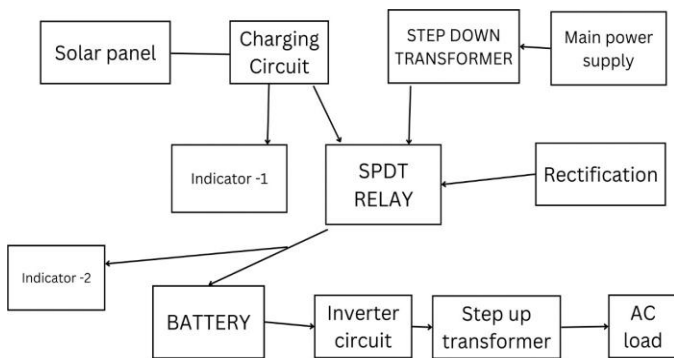 Solar panel
Charging
Circuit
STEP DOWN
TRANSFORMER
Main power
supply
Indicator -1
SPDT
RELAY
Rectification
Indicator -2
BATTERY
Inverter
circuit
Step up
transformer
AC
load